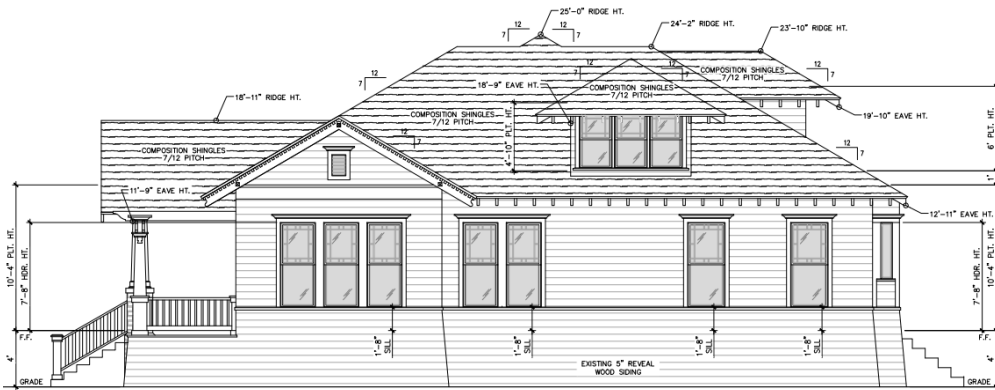 25'-0" RIDGE HT.
24'-2" RIDGE HT.
23'-10" RIDGE HT.
12
7
12
7
12
7
12
7
12
7
12
7
COMPOSITION SHINGLES
7/12 PITCH
18'-9" EAVE HT.
COMPOSITION SHINGLES
7/12 PITCH
18'-11" RIDGE HT.
COMPOSITION SHINGLES
7/12 PITCH
4'-10" PLT. HT.
19'-10" EAVE HT.
6' PLT. HT.
12
7
12
7
COMPOSITION SHINGLES
7/12 PITCH
1'
11'-9" EAVE HT.
12'-11" EAVE HT.
10'-4" PLT. HT.
7'-8" HDR. HT.
7'-8" HDR. HT.
10'-4" PLT. HT.
F.F.
F.F.
1'-8"
SILL
1'-8"
SILL
1'-8"
SILL
1'-8"
SILL
4'
4'
EXISTING 5" REVEAL
WOOD SIDING
GRADE
GRADE